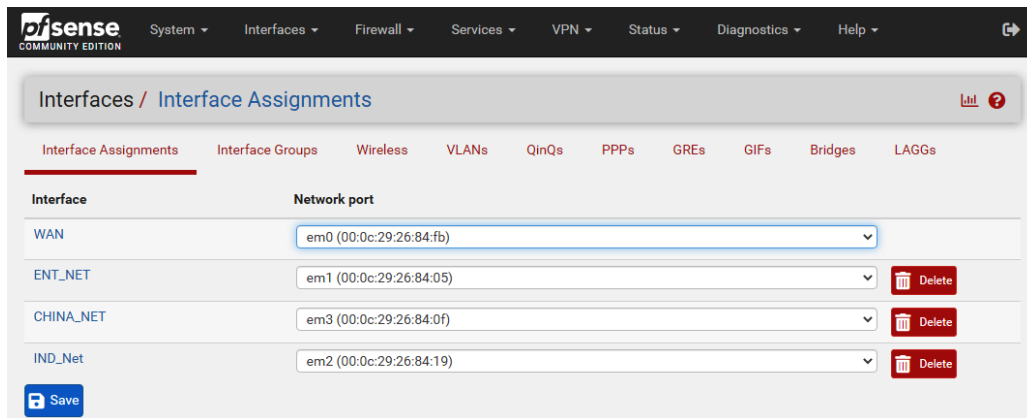 pfsense COMMUNITY EDITION System Interfaces Firewall Services VPN Status Diagnostics Help
Interfaces / Interface Assignments
Interface Assignments Interface Groups Wireless VLANs QinQs PPPs GREs GIFs Bridges LAGGs
Interface Network port
WAN em0 (00:0c:29:26:84:fb)
ENT_NET em1 (00:0c:29:26:84:05) Delete
CHINA_NET em3 (00:0c:29:26:84:0f) Delete
IND_Net em2 (00:0c:29:26:84:19) Delete
Save